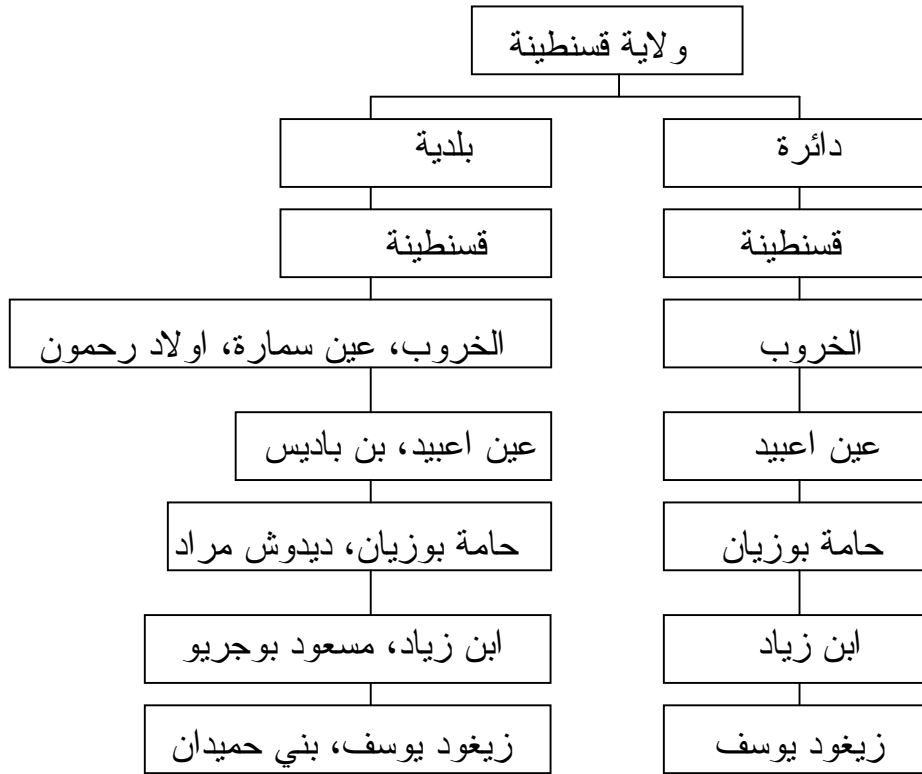 ولاية قسنطينة
دائرة
بلدية
قسنطينة
قسنطينة
الخروب
الخروب، عين سمارة، اولاد رحمون
عين اعبيد
عين اعبيد، بن باديس
حامة بوزيان
حامة بوزيان، ديدوش مراد
ابن زياد
ابن زياد، مسعود بوجريو
زيغود يوسف
زيغود يوسف، بني حميدان